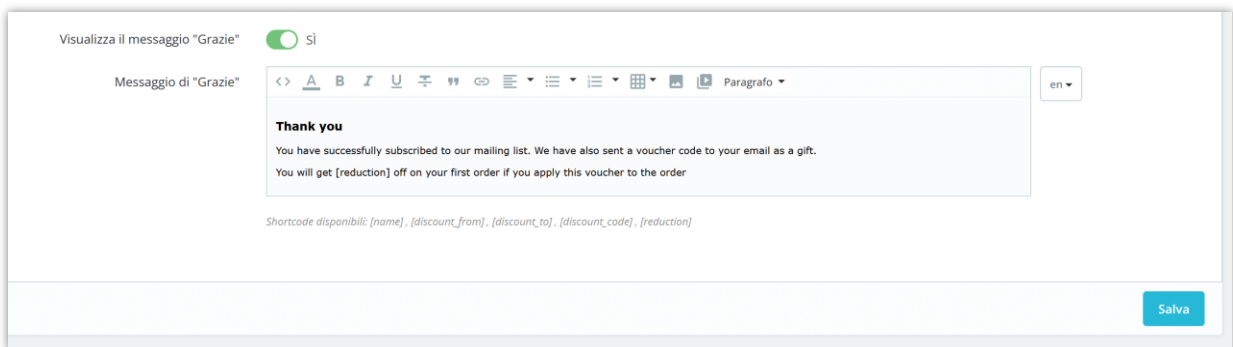 Visualizza il messaggio "Grazie" SÌ
Messaggio di "Grazie" <> A B I U Paragrafo en
Thank you
You have successfully subscribed to our mailing list. We have also sent a voucher code to your email as a gift.
You will get [reduction] off on your first order if you apply this voucher to the order
Shortcode disponibili: [name] , [discount_from] , [discount_to] , [discount_code] , [reduction]
Salva